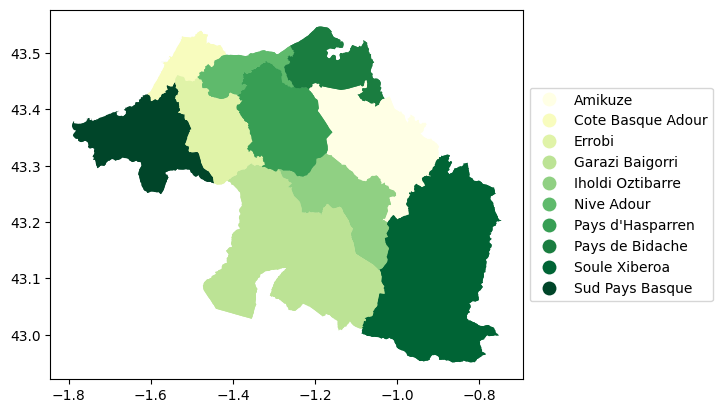 43.5
43.4
43.3
43.2
43.1
43.0
−1.8 −1.6 −1.4 −1.2 −1.0 −0.8
Amikuze
Cote Basque Adour
Errobi
Garazi Baigorri
Iholdi Oztibarre
Nive Adour
Pays d'Hasparren
Pays de Bidache
Soule Xiberoa
Sud Pays Basque